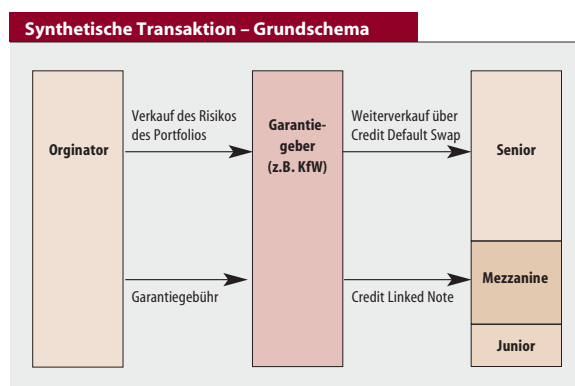 Synthetische Transaktion – Grundschema
Orginator
Verkauf des Risikos
des Portfolios
Garantiegebühr
Garantie-
geber
(z.B. KfW)
Weiterverkauf über
Credit Default Swap
Credit Linked Note
Senior
Mezzanine
Junior